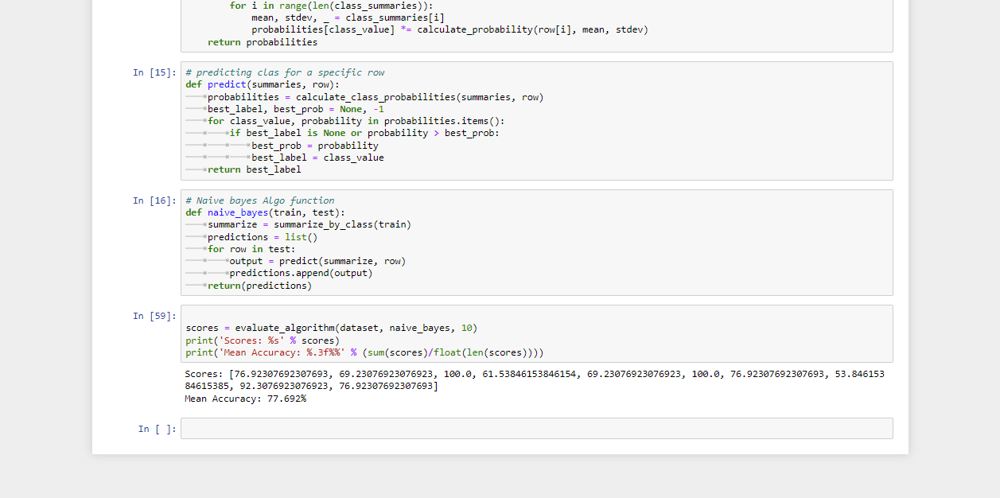 for i in range(len(class_summaries)):
mean, stdev, _ = class_summaries[i]
probabilities[class_value] *= calculate_probability(row[i], mean, stdev)
return probabilities
In [15]:
# predicting clas for a specific row
def predict(summaries, row):
probabilities = calculate_class_probabilities(summaries, row)
best_label, best_prob = None, -1
for class_value, probability in probabilities.items():
if best_label is None or probability > best_prob:
best_prob = probability
best_label = class_value
return best_label
In [16]:
# Naive bayes Algo function
def naive_bayes(train, test):
summarize = summarize_by_class(train)
predictions = list()
for row in test:
output = predict(summarize, row)
predictions.append(output)
return(predictions)
In [59]:
scores = evaluate_algorithm(dataset, naive_bayes, 10)
print('Scores: %s' % scores)
print('Mean Accuracy: %.3f%%' % (sum(scores)/float(len(scores))))
Scores: [76.92307692307693, 69.23076923076923, 100.0, 61.53846153846154, 69.23076923076923, 100.0, 76.92307692307693, 53.846153
84615385, 92.3076923076923, 76.92307692307693]
Mean Accuracy: 77.692%
In [ ]: